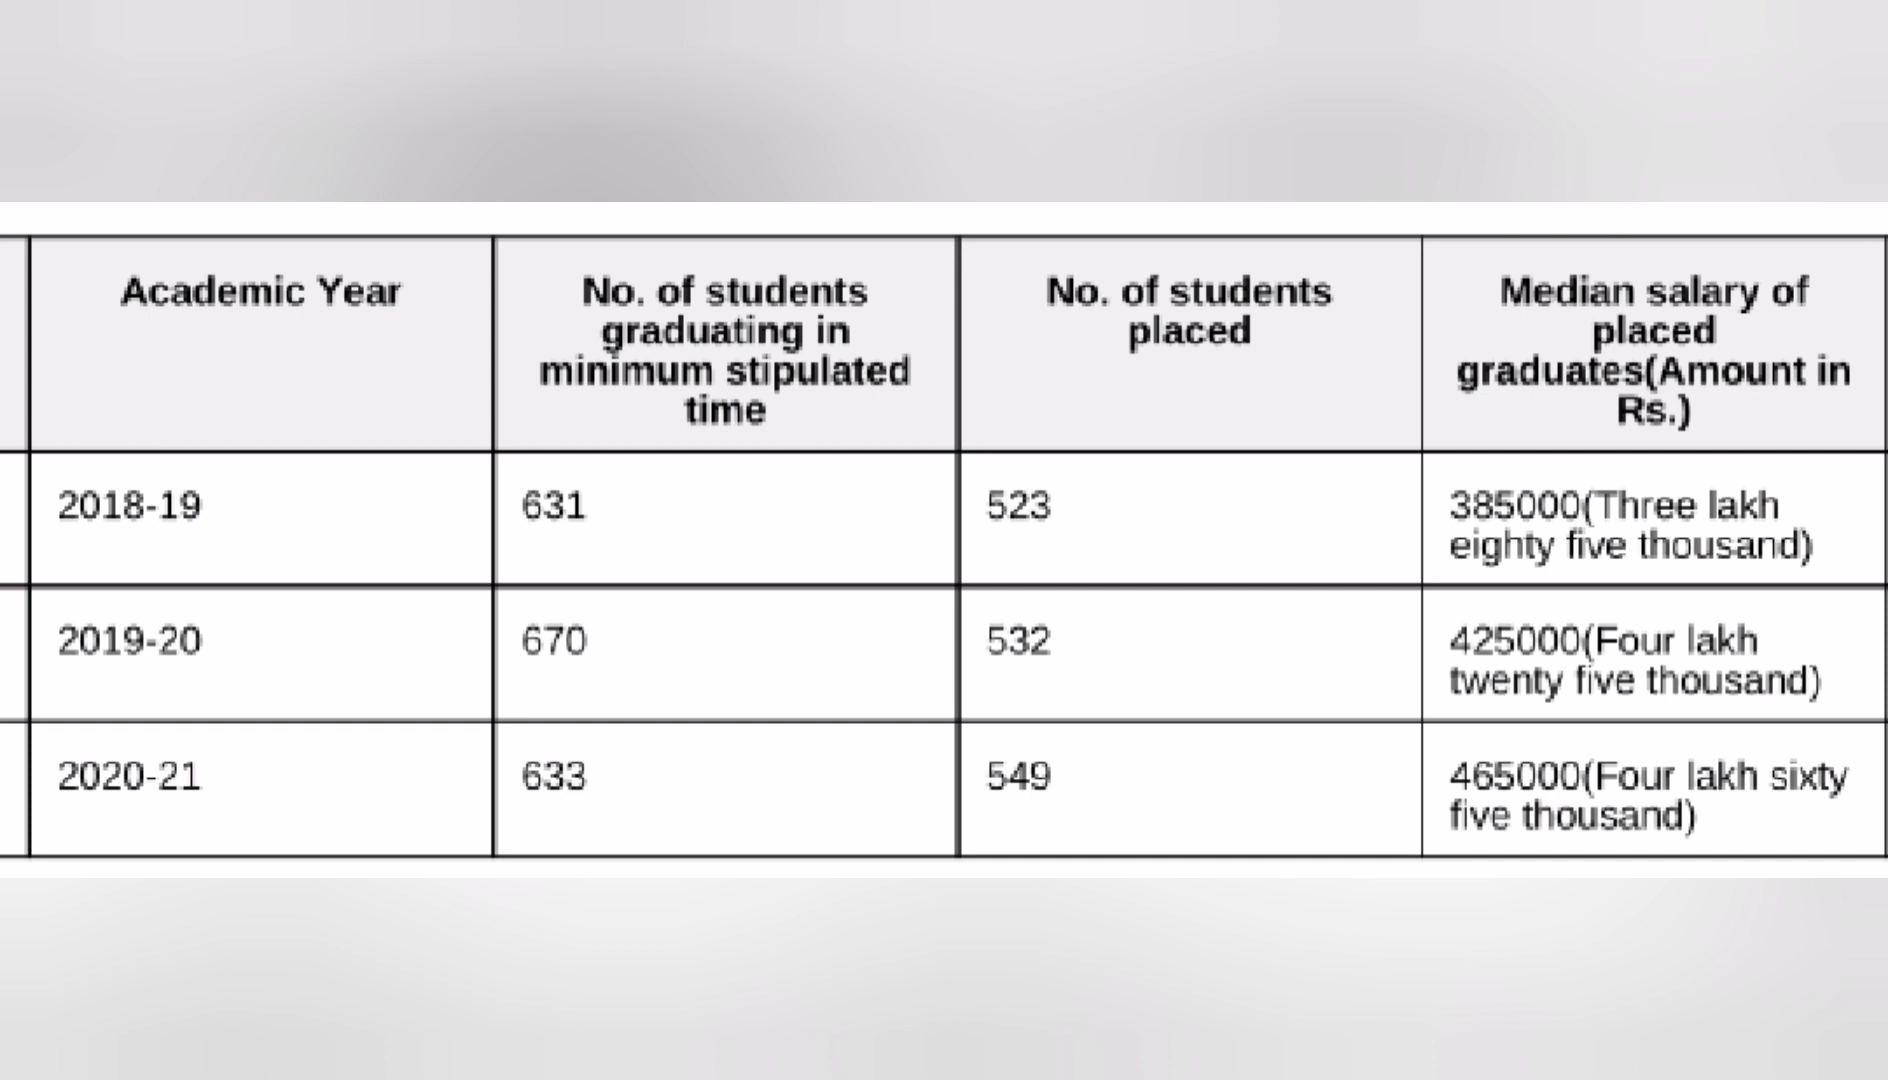 Academic Year
No. of students
graduating in
minimum stipulated
time
No. of students
placed
Median salary of
placed
graduates(Amount in
Rs.)
2018-19
631
523
385000(Three lakh
eighty five thousand)
2019-20
670
532
425000(Four lakh
twenty five thousand)
2020-21
633
549
465000(Four lakh sixty
five thousand)